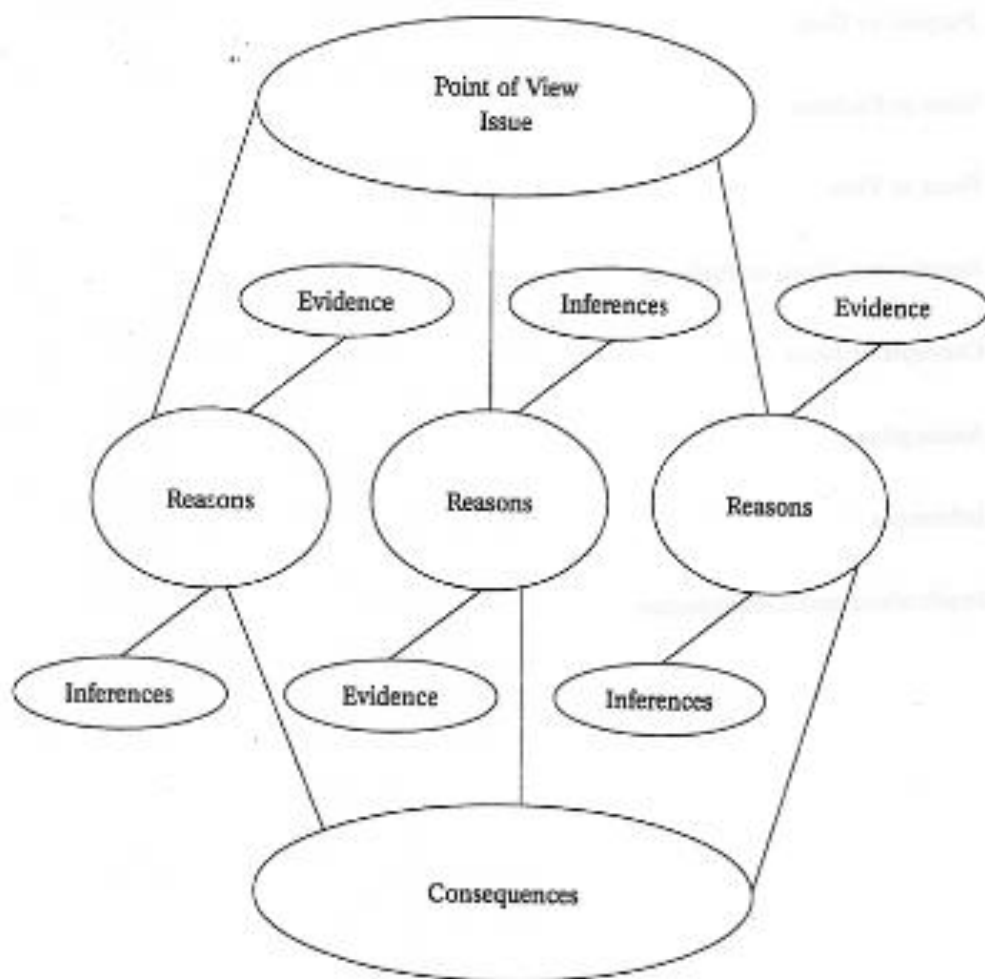 Point of View
Issue
Evidence
Inferences
Evidence
Reasons
Reasons
Reasons
Inferences
Evidence
Inferences
Consequences